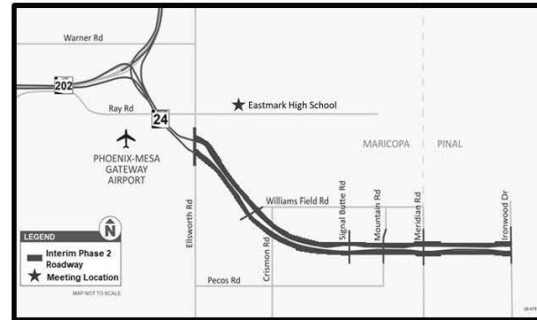 Warner Rd
202
Ray Rd
24
Eastmark High School
PHOENIX-MESA
GATEWAY
AIRPORT
MARICOPA
PINAL
Ellsworth Rd
Williams Field Rd
Crismon Rd
Signal Butte Rd
Mountain Rd
Meridian Rd
Ironwood Dr
N
LEGEND
Interim Phase 2
Roadway
Meeting Location
MAP NOT TO SCALE
Pecos Rd